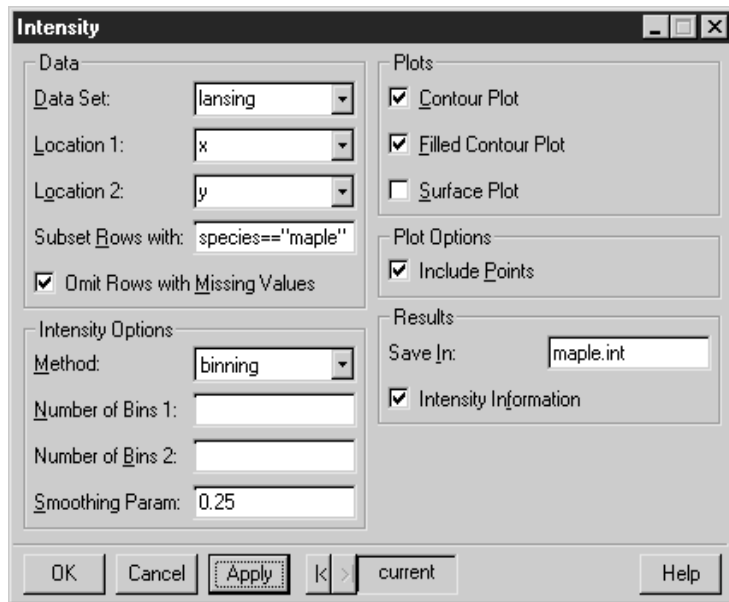 Intensity
Data
Data Set: lansing
Location 1: x
Location 2: y
Subset Rows with: species=="maple"
Omit Rows with Missing Values
Intensity Options
Method: binning
Number of Bins 1:
Number of Bins 2:
Smoothing Param: 0.25
Plots
Contour Plot
Filled Contour Plot
Surface Plot
Plot Options
Include Points
Results
Save In: maple.int
Intensity Information
OK Cancel Apply |< >| current Help